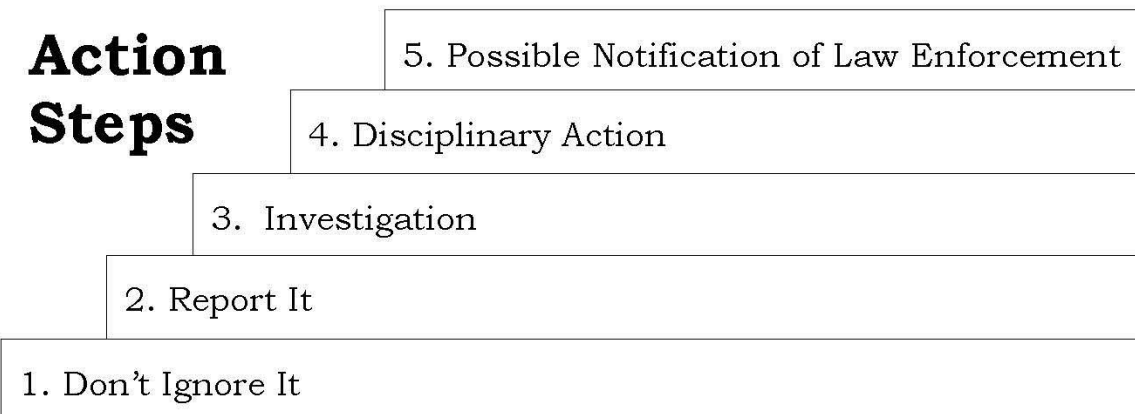 Action
Steps
5. Possible Notification of Law Enforcement
4. Disciplinary Action
3. Investigation
2. Report It
1. Don’t Ignore It